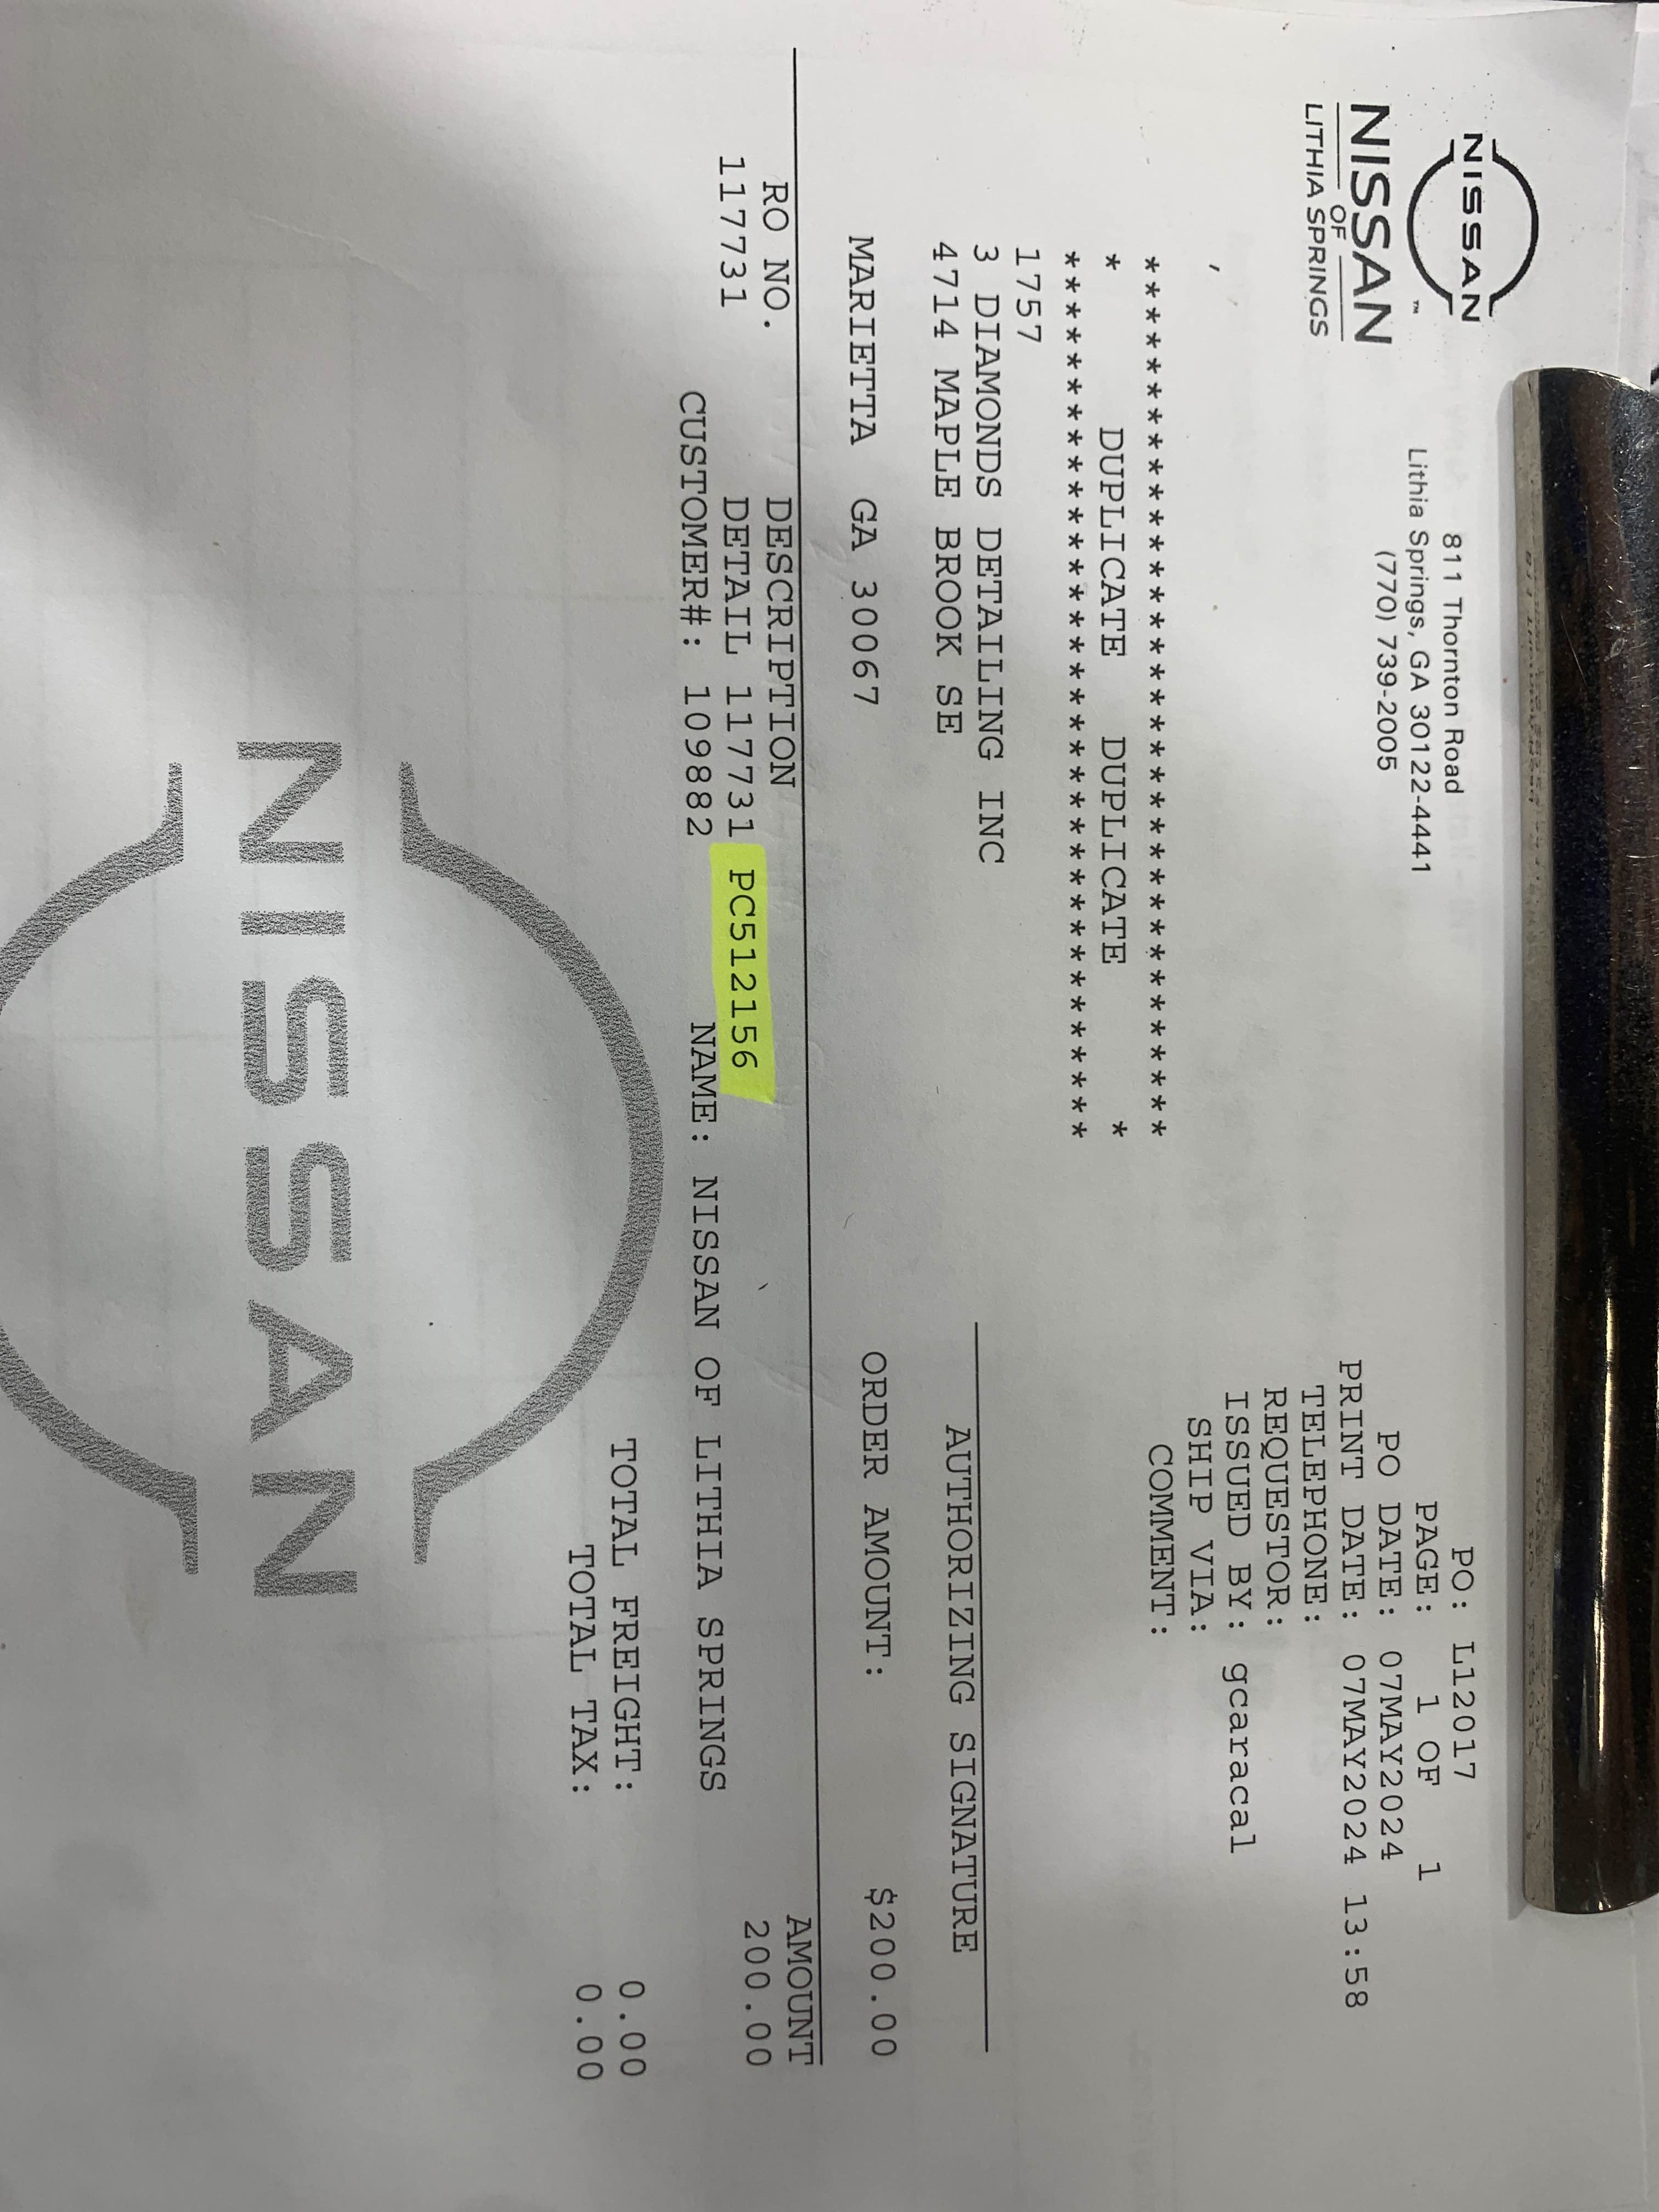 NISSAN
NISSAN
OF
LITHIA SPRINGS
™
811 Thornton Road
Lithia Springs, GA 30122-4441
(770) 739-2005
PO: L12017
PAGE: 1 OF 1
PO DATE: 07MAY2024
PRINT DATE: 07MAY2024 13:58
TELEPHONE:
REQUESTOR:
ISSUED BY: gcaracal
SHIP VIA:
COMMENT:
* DUPLICATE DUPLICATE *
1757
3 DIAMONDS DETAILING INC
4714 MAPLE BROOK SE
MARIETTA GA 30067
AUTHORIZING SIGNATURE
ORDER AMOUNT: $200.00
RO NO. DESCRIPTION AMOUNT
117731 DETAIL 117731 PC512156 200.00
CUSTOMER#: 109882 NAME: NISSAN OF LITHIA SPRINGS
TOTAL FREIGHT: 0.00
TOTAL TAX: 0.00
NISSAN